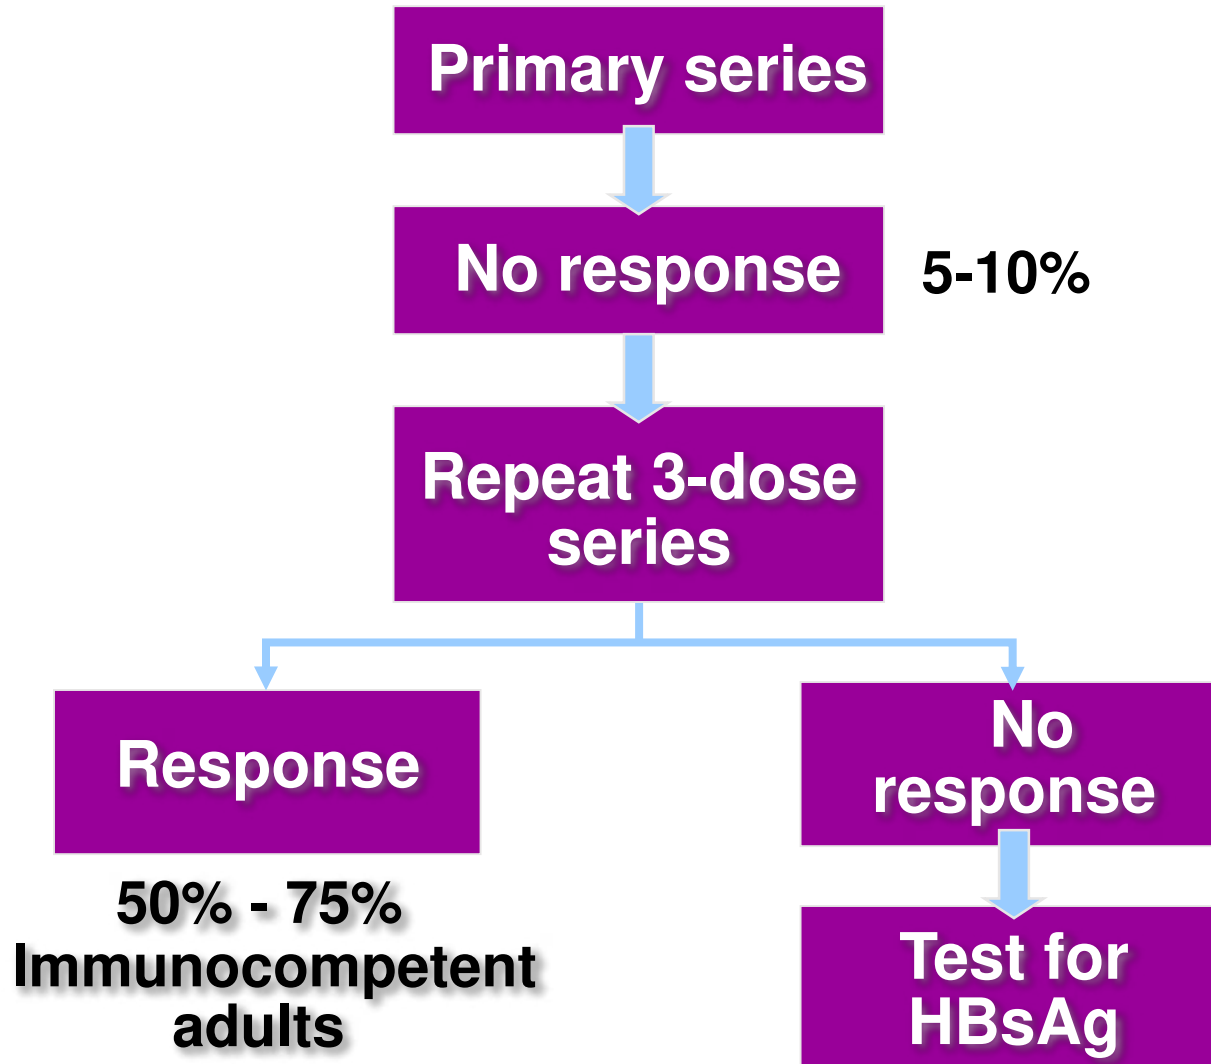 Primary series
No response
5-10%
Repeat 3-dose
series
Response
No
response
50% - 75%
Immunocompetent
adults
Test for
HBsAg